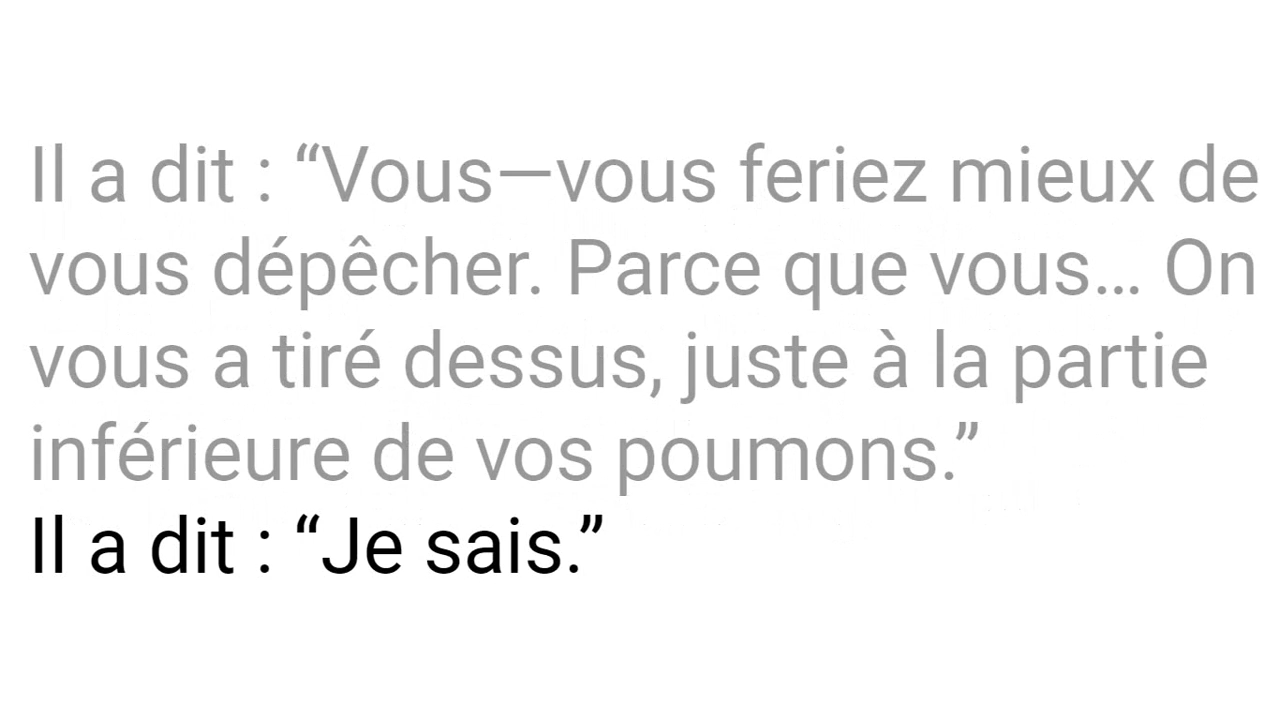 Il a dit : “Vous—vous feriez mieux de
vous dépêcher. Parce que vous… On
vous a tiré dessus, juste à la partie
inférieure de vos poumons.”
Il a dit : “Je sais.”